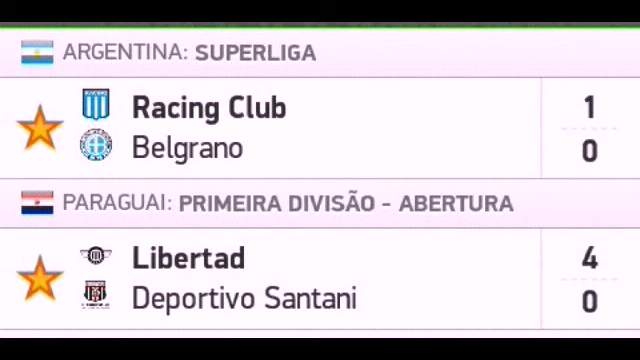 ARGENTINA: SUPERLIGA
Racing Club 1
Belgrano 0
PARAGUAI: PRIMEIRA DIVISÃO - ABERTURA
Libertad 4
Deportivo Santani 0